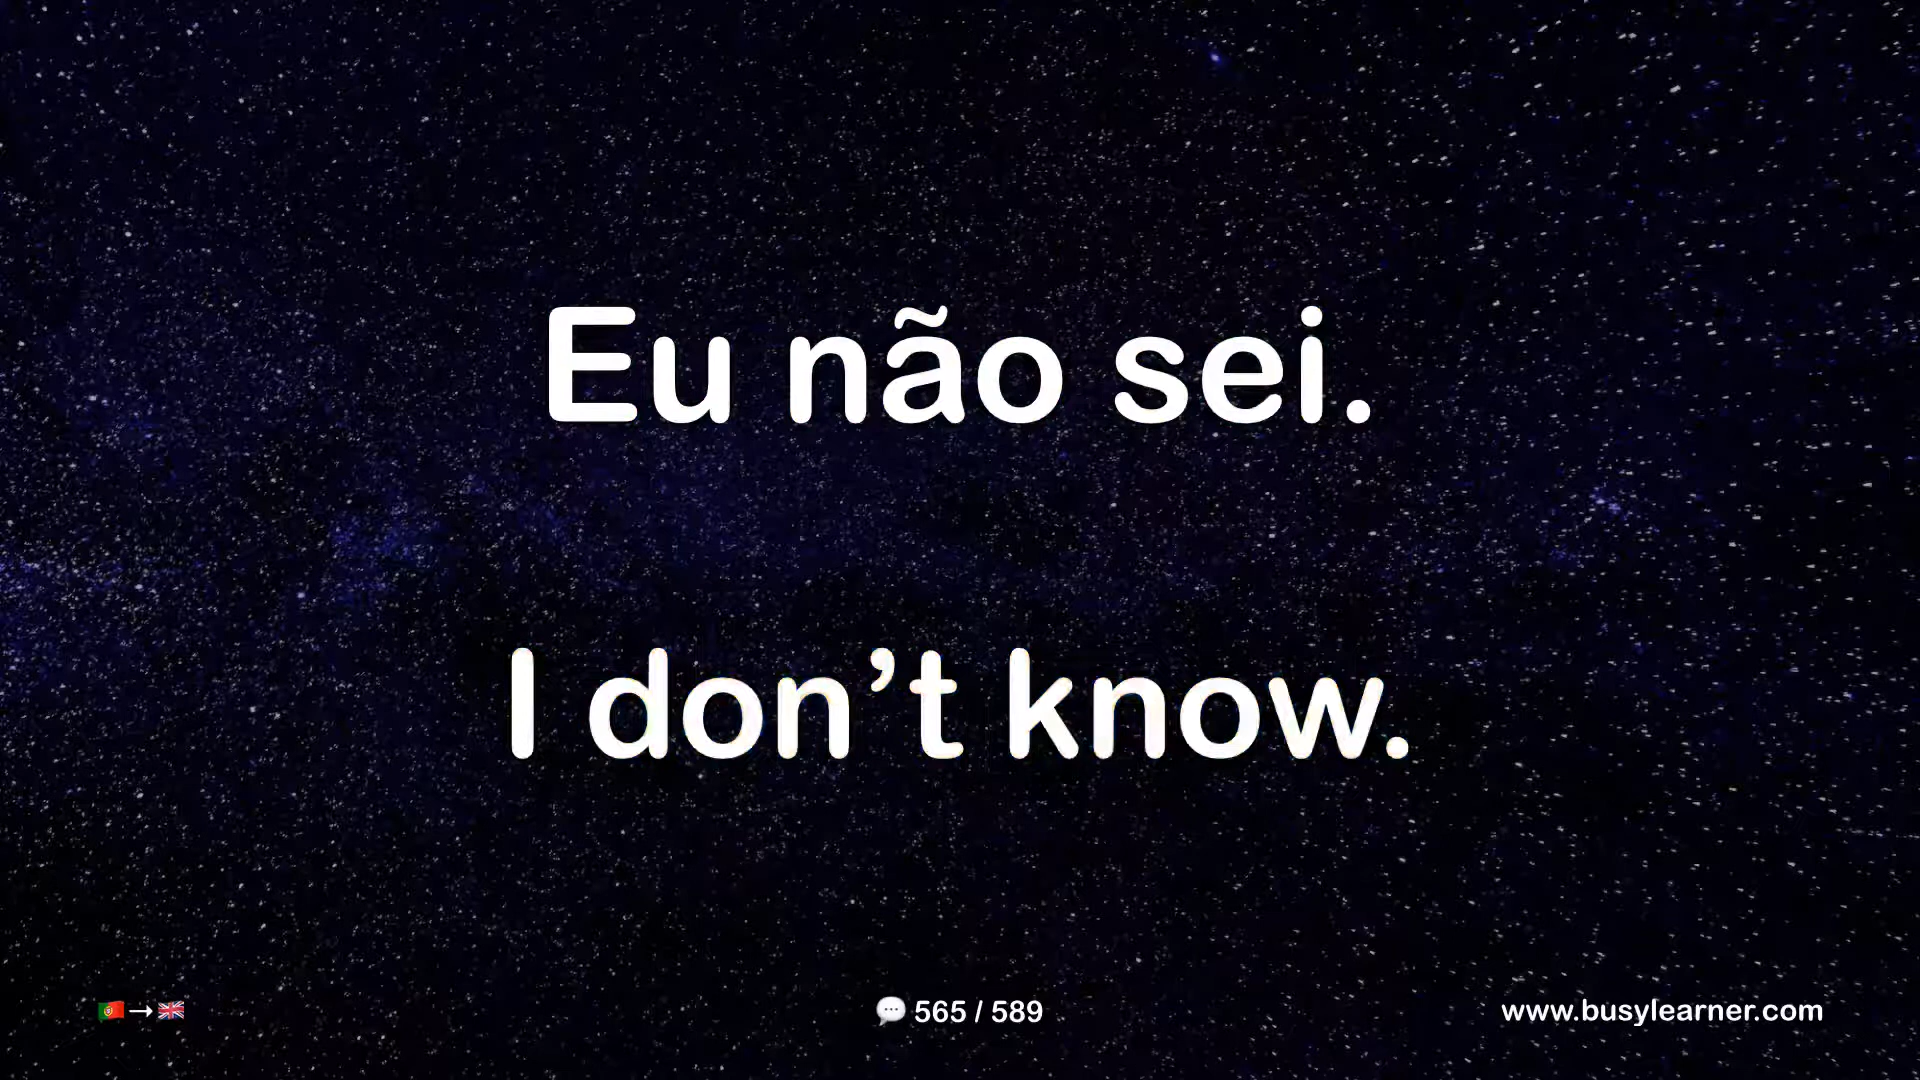 Eu não sei.
I don’t know.
🇵🇹→🇬🇧
💬 565 / 589
www.busylearner.com